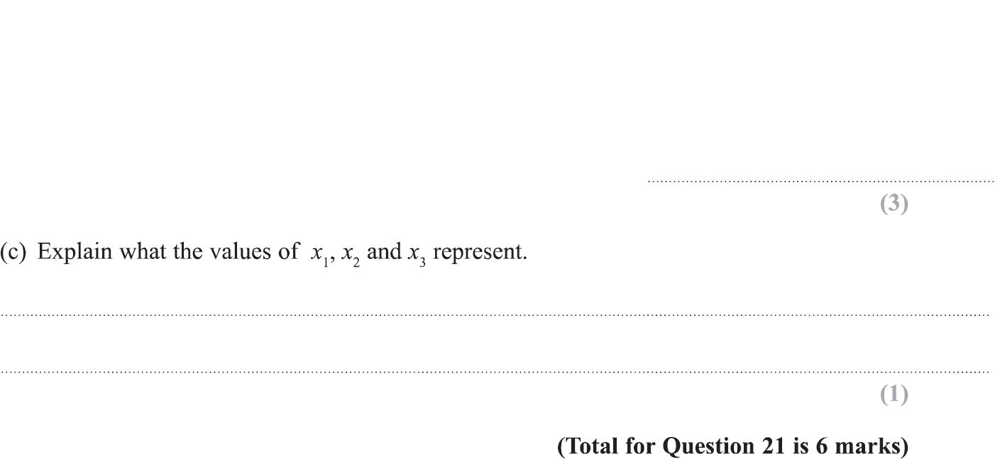 (3)
(c) Explain what the values of x₁, x₂ and x₃ represent.
(1)
(Total for Question 21 is 6 marks)